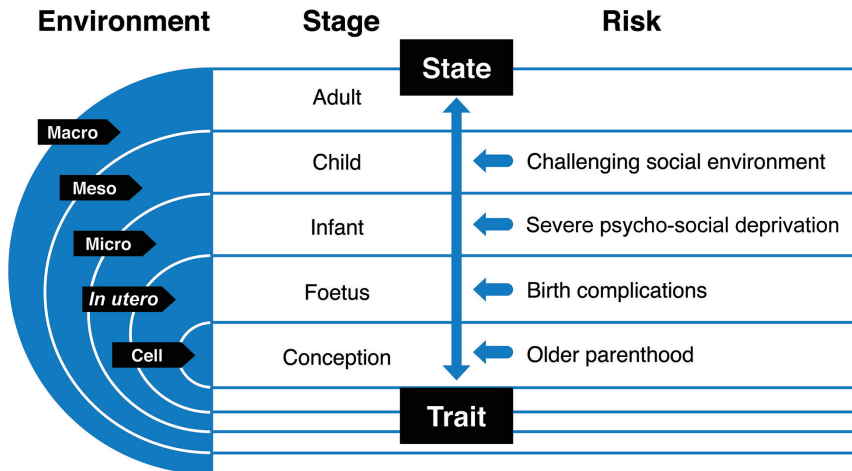 Environment Stage Risk
State
Adult
Macro
Child Challenging social environment
Meso
Infant Severe psycho-social deprivation
Micro
In utero Foetus Birth complications
Cell Conception Older parenthood
Trait